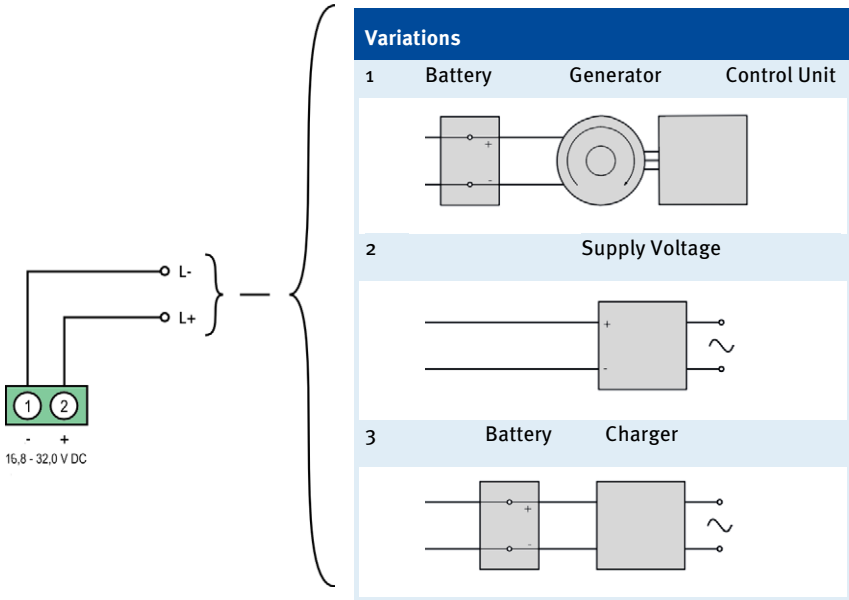 L-
L+
1 2
- +
16,8 - 32,0 V DC
Variations
1 Battery Generator Control Unit
+
-
2 Supply Voltage
+
-
3 Battery Charger
+
-